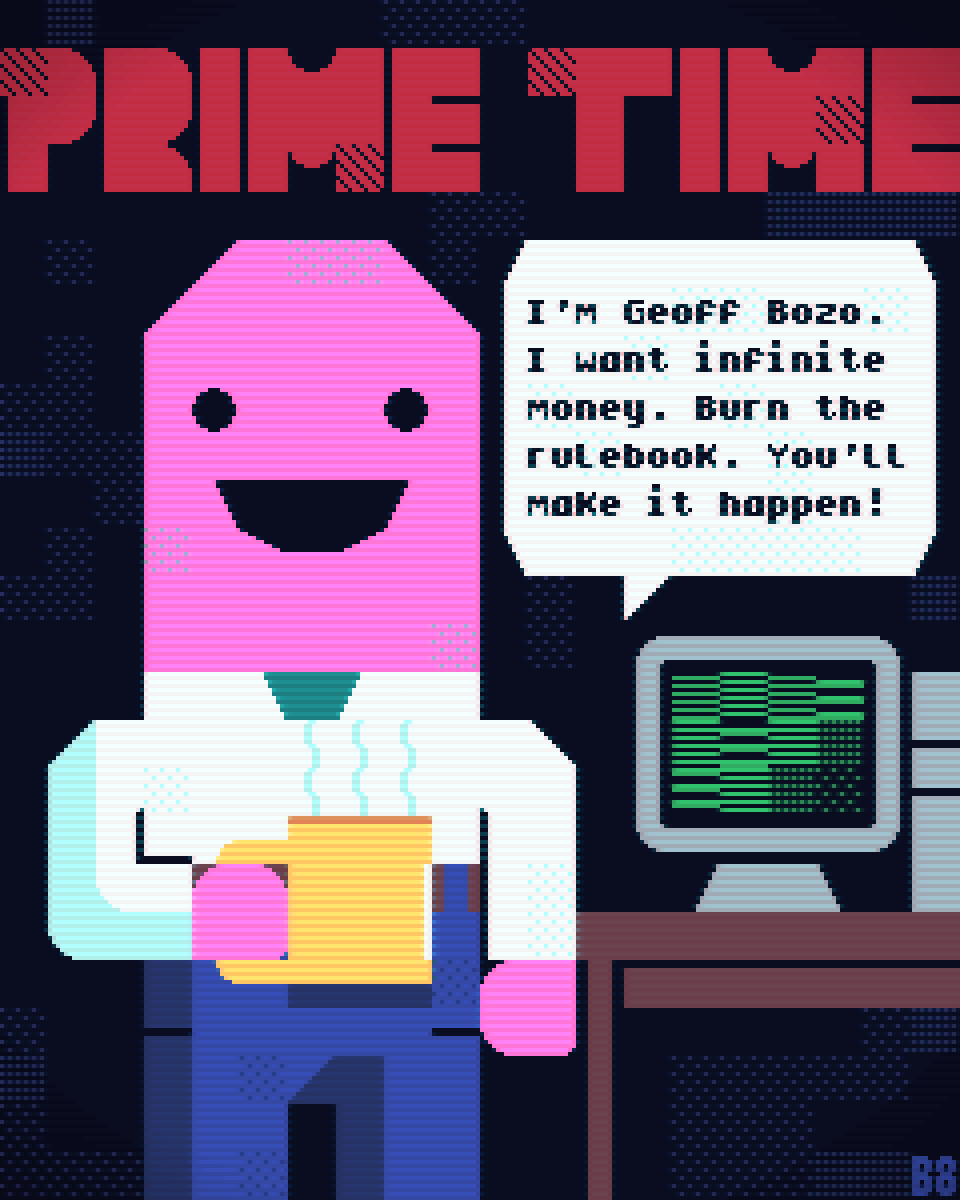 PRIME TIME
I'm Geoff Bozo.
I want infinite
money. Burn the
rulebook. You'll
make it happen!
B8